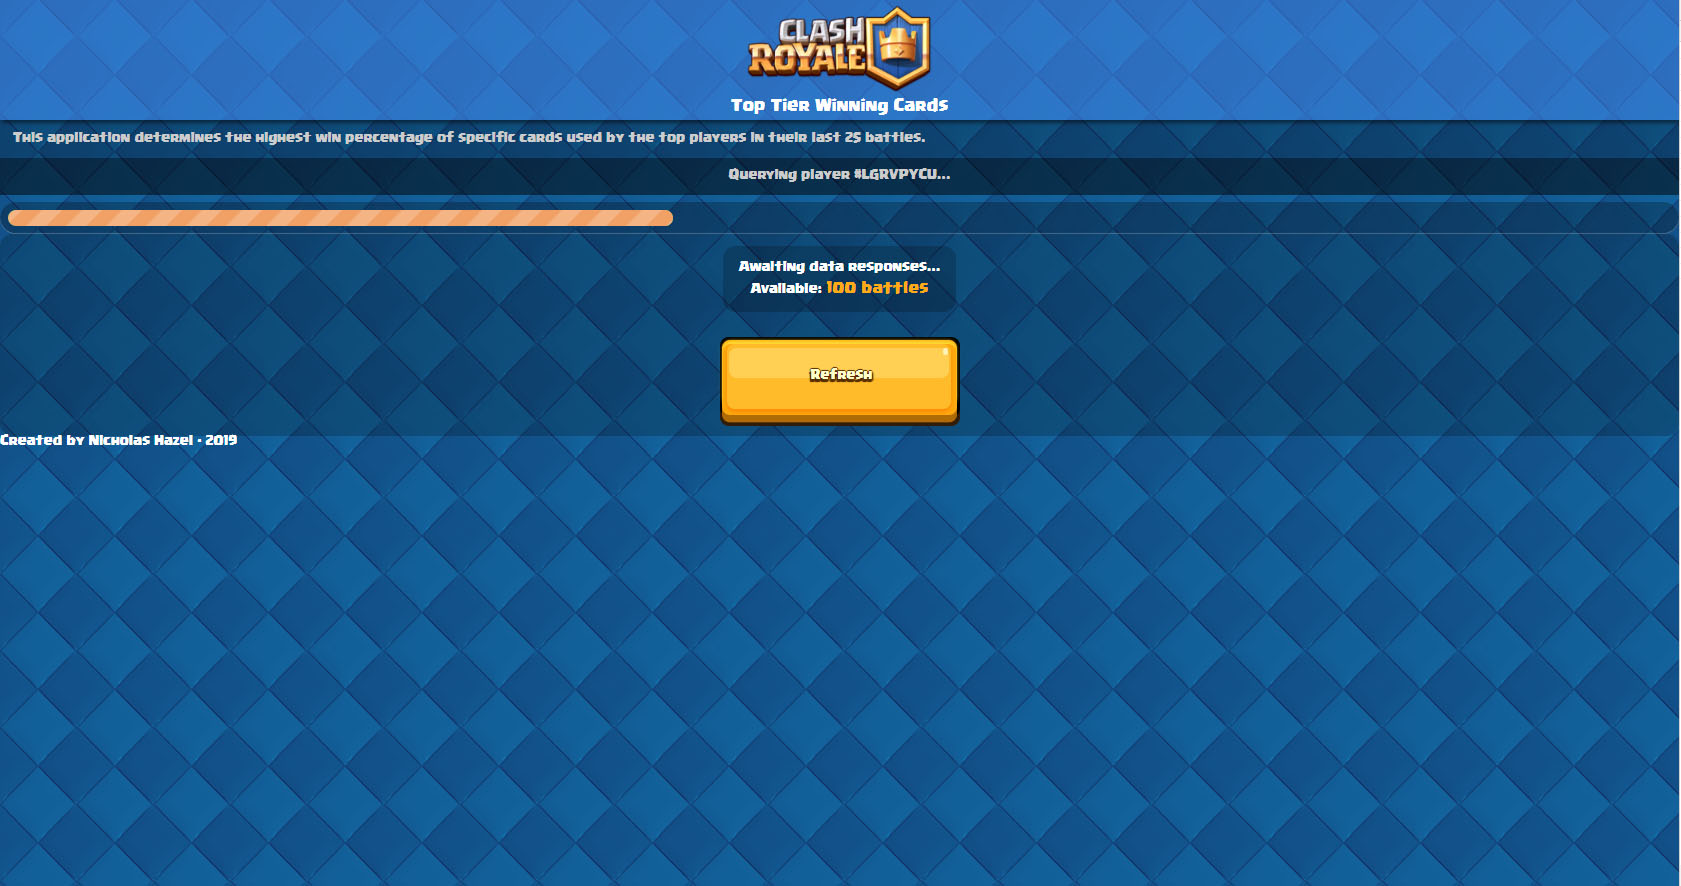 CLASH
ROYALE
Top Tier Winning Cards
This application determines the highest win percentage of specific cards used by the top players in their last 25 battles.
Querying player #LGRVPYCU...
Awaiting data responses...
Available: 100 battles
Refresh
Created by Nicholas Hazel · 2019